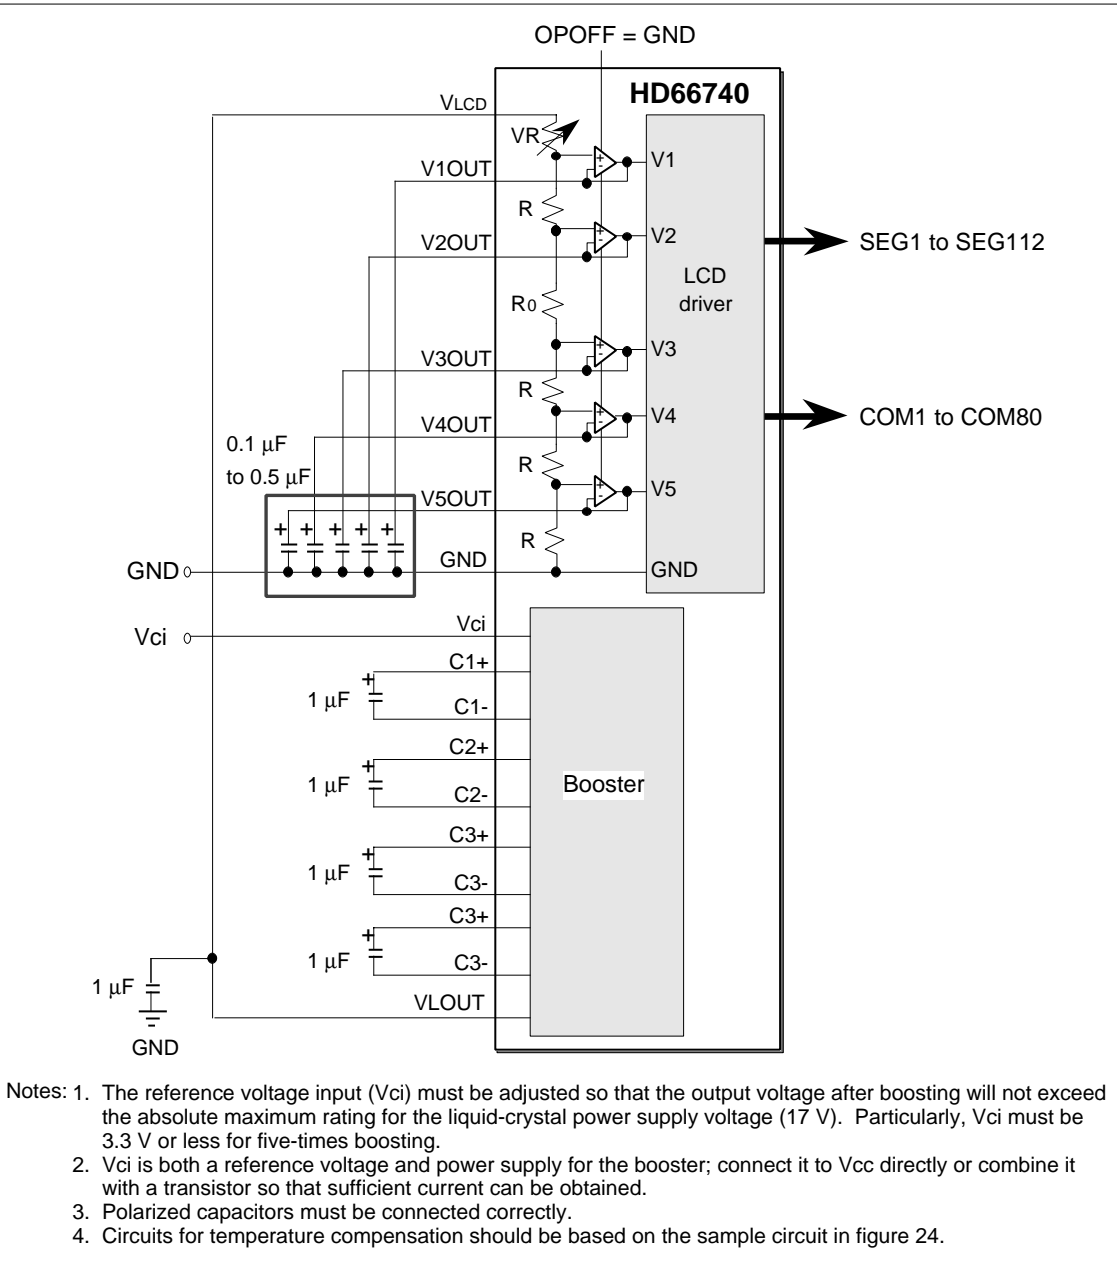 OPOFF = GND
HD66740
VLCD
VR
V1OUT
V1
R
V2OUT
V2
SEG1 to SEG112
LCD
driver
R0
V3OUT
V3
R
V4OUT
V4
COM1 to COM80
0.1 µF
to 0.5 µF
R
V5OUT
V5
+ + + + +
R
GND
GND
GND
Vci
Vci
C1+
+
1 µF
C1-
C2+
+
1 µF
C2-
Booster
C3+
+
1 µF
C3-
C3+
+
1 µF
C3-
1 µF
VLOUT
GND
Notes: 1. The reference voltage input (Vci) must be adjusted so that the output voltage after boosting will not exceed
the absolute maximum rating for the liquid-crystal power supply voltage (17 V). Particularly, Vci must be
3.3 V or less for five-times boosting.
2. Vci is both a reference voltage and power supply for the booster; connect it to Vcc directly or combine it
with a transistor so that sufficient current can be obtained.
3. Polarized capacitors must be connected correctly.
4. Circuits for temperature compensation should be based on the sample circuit in figure 24.